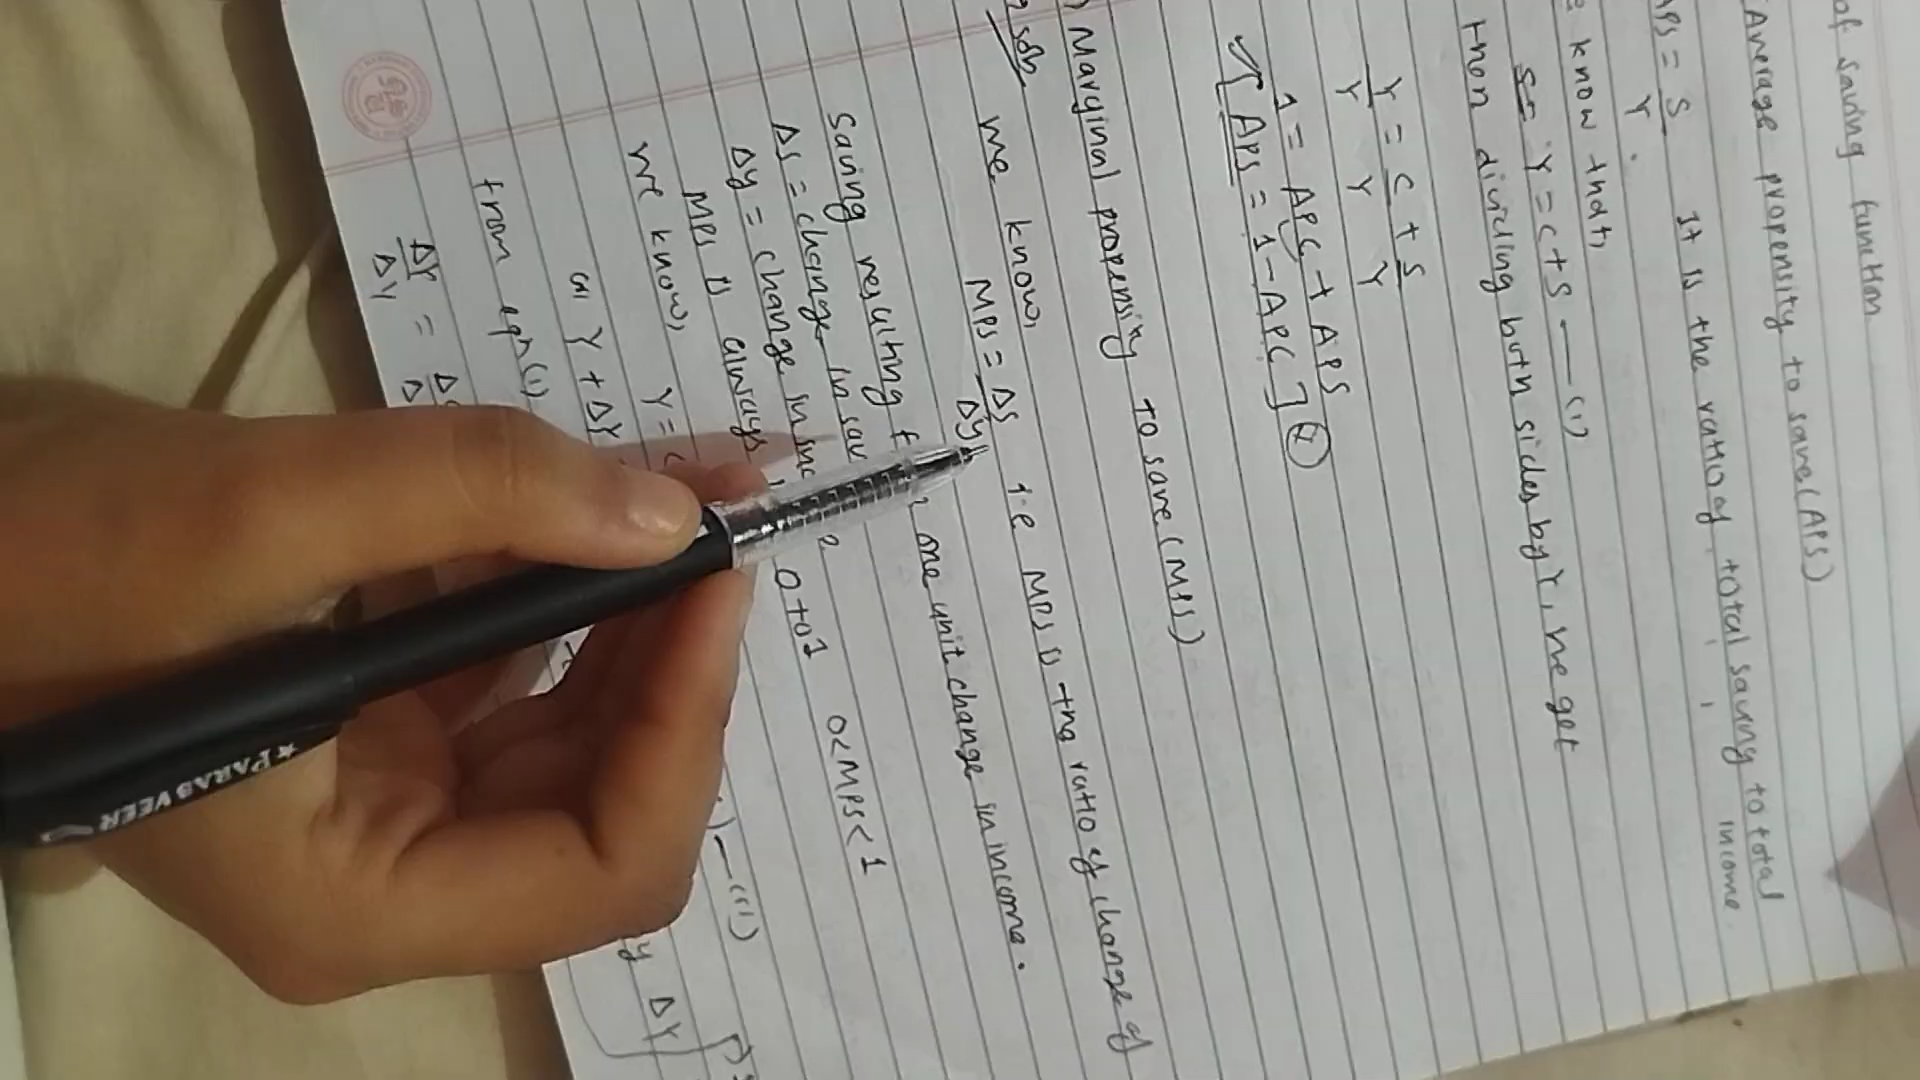 of saving function
Average propensity to save (APS)
APS = S/Y It is the ratio of total saving to total income
e know that,
Y = C + S — (i)
then dividing both sides by Y, we get
Y/Y = C/Y + S/Y
1 = APC + APS
[APS = 1 - APC]
) Marginal propensity to save (MPS)
soln we know,
MPS = ΔS/Δy i.e MPS is the ratio of change of
saving resulting one unit change in income.
ΔS = change in sav
Δy = change in inc
MPS is always 0 to 1 0 < MPS < 1
we know, Y =
Y + ΔY — (ii)
from eqn (i) y ΔY
ΔY/ΔY =
★ PARAS VEER